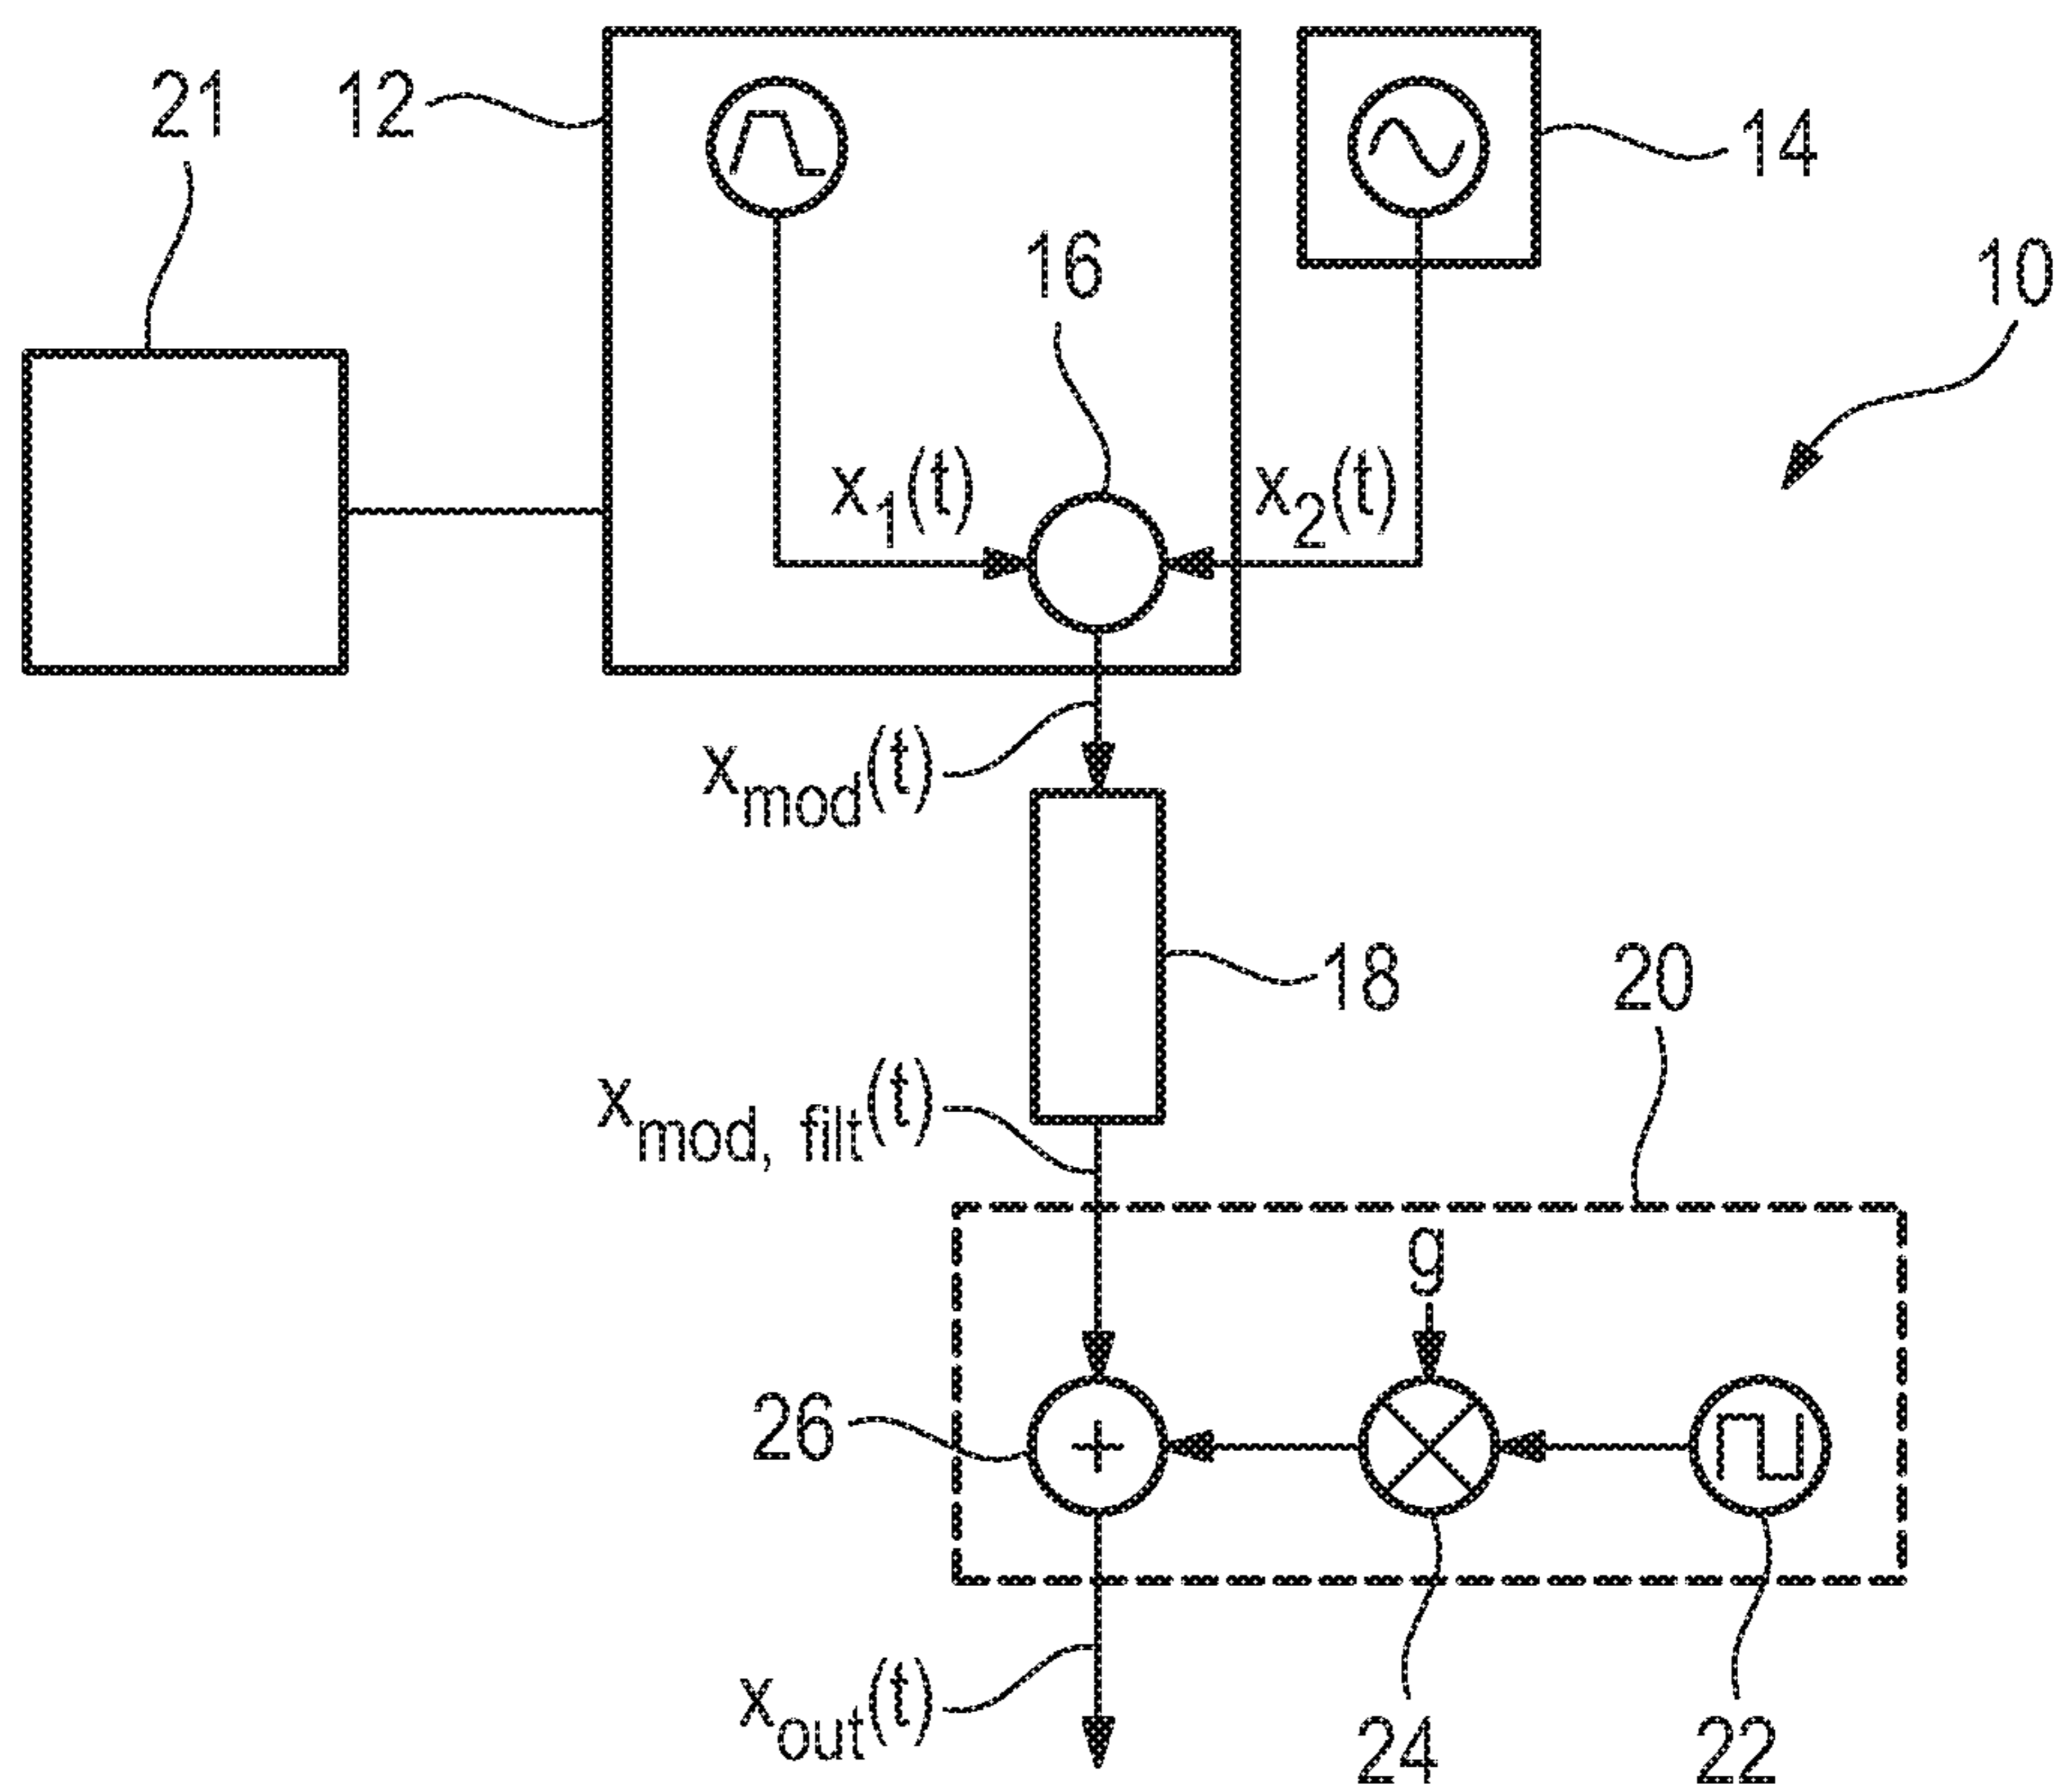 21
12
14
16
10
x1(t)
x2(t)
xmod(t)
18
20
xmod, filt(t)
g
26
+
xout(t)
24
22